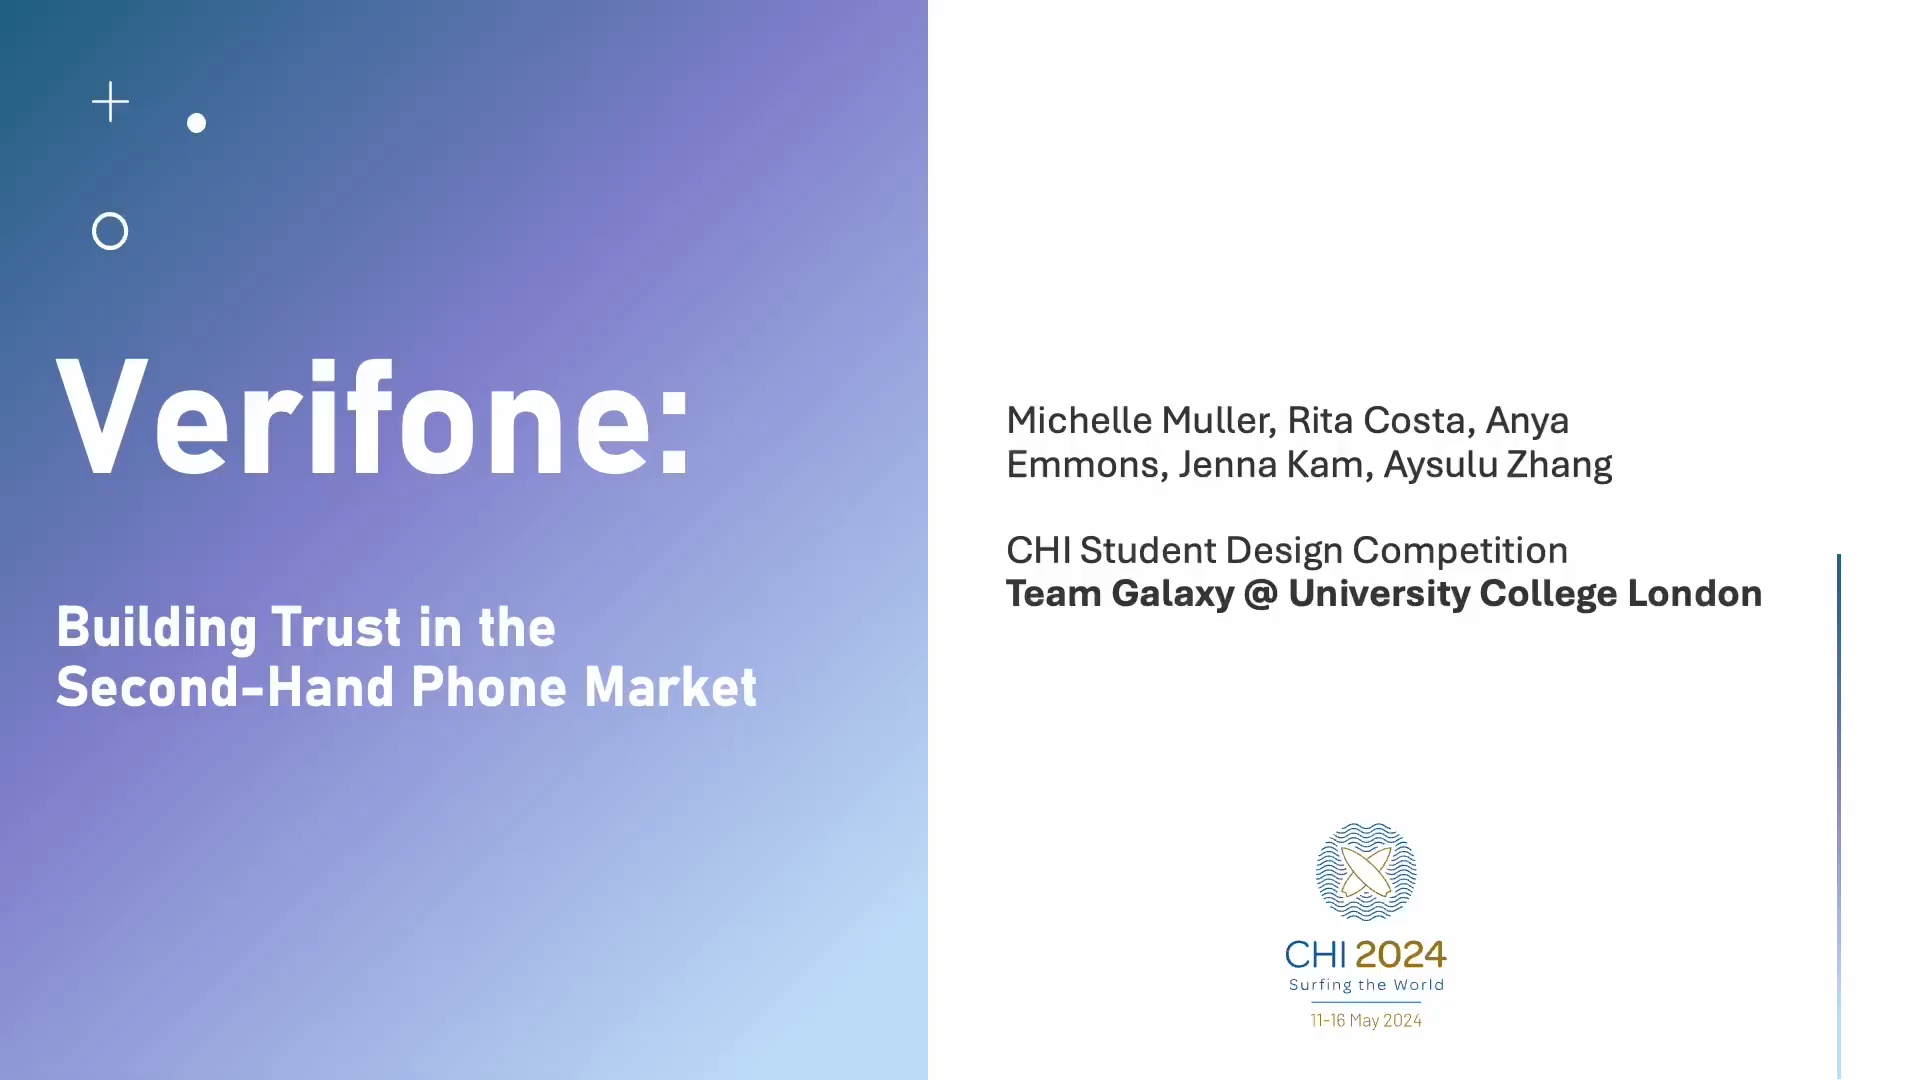 Verifone:
Building Trust in the
Second-Hand Phone Market
Michelle Muller, Rita Costa, Anya
Emmons, Jenna Kam, Aysulu Zhang
CHI Student Design Competition
Team Galaxy @ University College London
CHI 2024
Surfing the World
11-16 May 2024